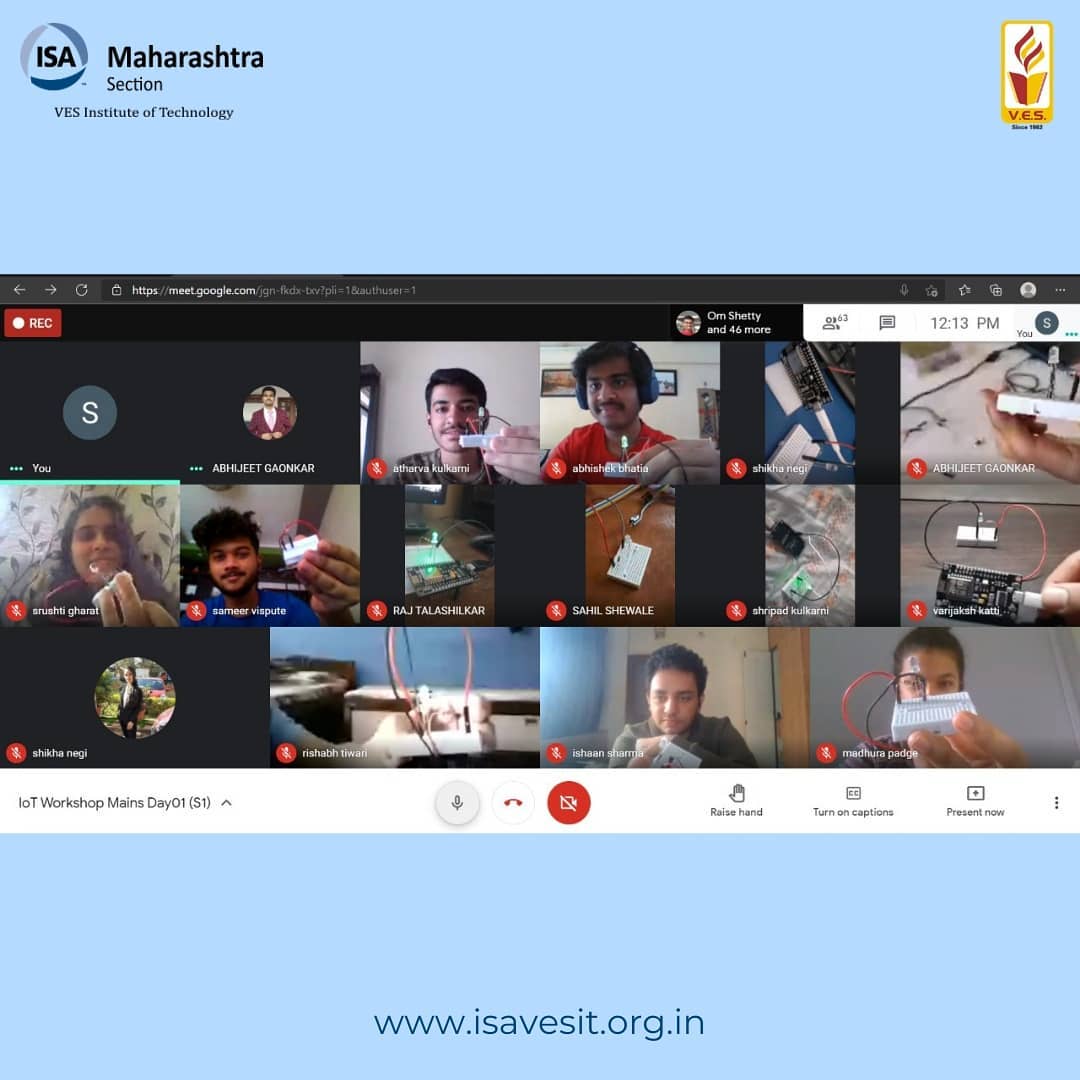 ISA
Maharashtra
Section
VES Institute of Technology
V.E.S.
Since 1962
https://meet.google.com/jgn-fkdx-txv?pli=1&authuser=1
REC
Om Shetty
and 46 more
63
12:13 PM
You
S
S
You
ABHIJEET GAONKAR
atharva kulkarni
abhishek bhatia
shikha negi
ABHIJEET GAONKAR
srushti gharat
sameer vispute
RAJ TALASHILKAR
SAHIL SHEWALE
shripad kulkarni
varijaksh katti
shikha negi
rishabh tiwari
ishaan sharma
madhura padge
IoT Workshop Mains Day01 (S1)
Raise hand
CC
Turn on captions
Present now
www.isavesit.org.in